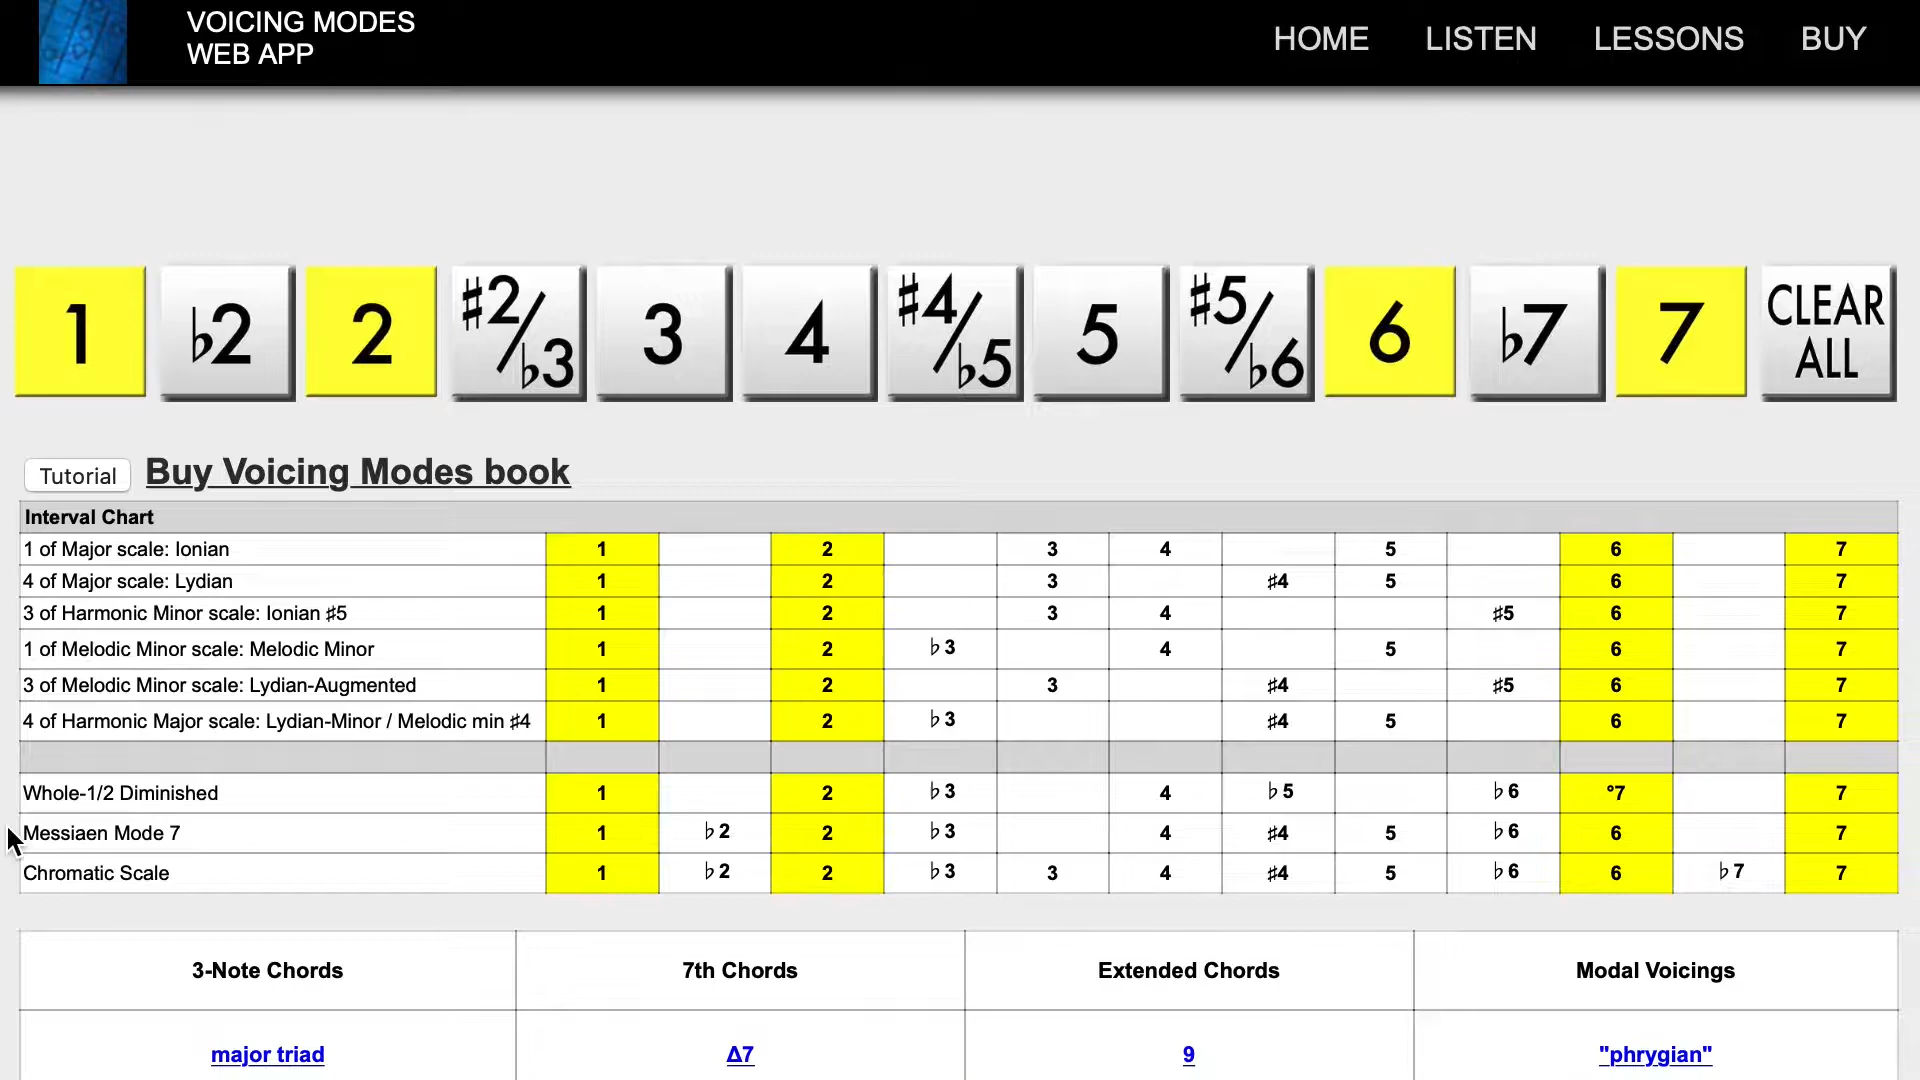 VOICING MODES
WEB APP
HOME LISTEN LESSONS BUY
1 ♭2 2 ♯2/♭3 3 4 ♯4/♭5 5 ♯5/♭6 6 ♭7 7 CLEAR ALL
Tutorial Buy Voicing Modes book
Interval Chart
1 of Major scale: Ionian 1 2 3 4 5 6 7
4 of Major scale: Lydian 1 2 3 ♯4 5 6 7
3 of Harmonic Minor scale: Ionian ♯5 1 2 3 4 ♯5 6 7
1 of Melodic Minor scale: Melodic Minor 1 2 ♭3 4 5 6 7
3 of Melodic Minor scale: Lydian-Augmented 1 2 3 ♯4 ♯5 6 7
4 of Harmonic Major scale: Lydian-Minor / Melodic min ♯4 1 2 ♭3 ♯4 5 6 7
Whole-1/2 Diminished 1 2 ♭3 4 ♭5 ♭6 °7 7
Messiaen Mode 7 1 ♭2 2 ♭3 4 ♯4 5 ♭6 6 7
Chromatic Scale 1 ♭2 2 ♭3 3 4 ♯4 5 ♭6 6 ♭7 7
3-Note Chords 7th Chords Extended Chords Modal Voicings
major triad Δ7 9 "phrygian"